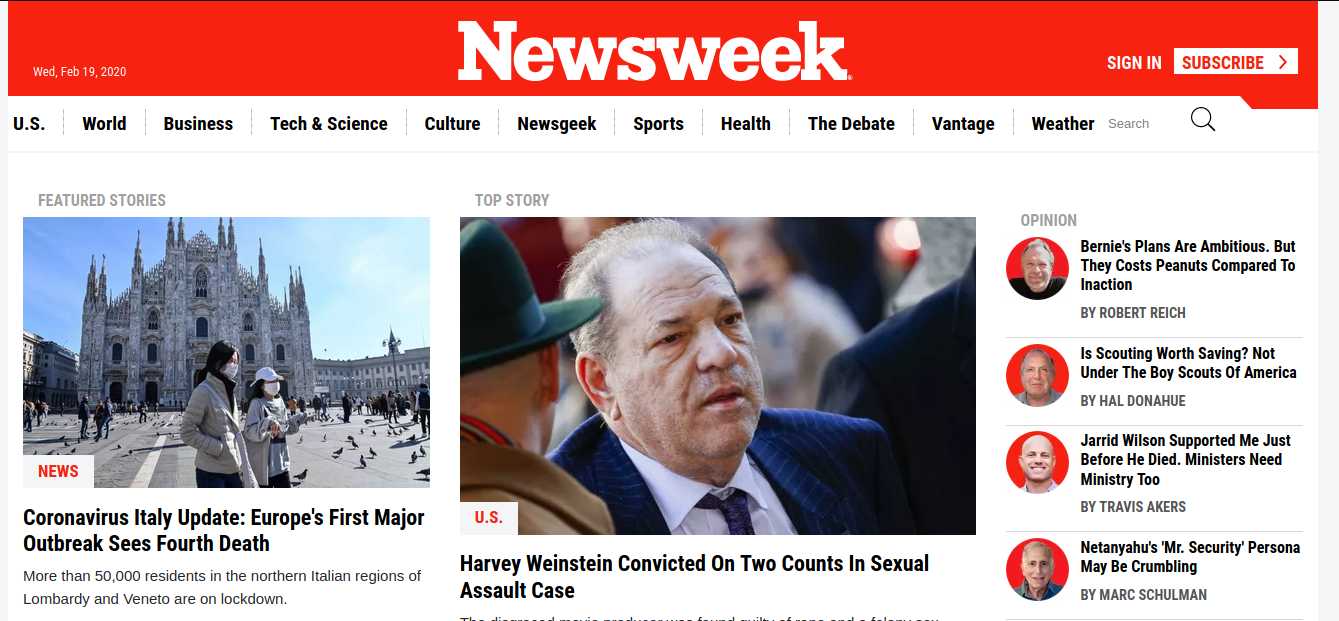 Newsweek
Wed, Feb 19, 2020
SIGN IN
SUBSCRIBE
U.S.
World
Business
Tech & Science
Culture
Newsgeek
Sports
Health
The Debate
Vantage
Weather
Search
FEATURED STORIES
NEWS
Coronavirus Italy Update: Europe's First Major
Outbreak Sees Fourth Death
More than 50,000 residents in the northern Italian regions of
Lombardy and Veneto are on lockdown.
TOP STORY
U.S.
Harvey Weinstein Convicted On Two Counts In Sexual
Assault Case
OPINION
Bernie's Plans Are Ambitious. But
They Costs Peanuts Compared To
Inaction
BY ROBERT REICH
Is Scouting Worth Saving? Not
Under The Boy Scouts Of America
BY HAL DONAHUE
Jarrid Wilson Supported Me Just
Before He Died. Ministers Need
Ministry Too
BY TRAVIS AKERS
Netanyahu's 'Mr. Security' Persona
May Be Crumbling
BY MARC SCHULMAN